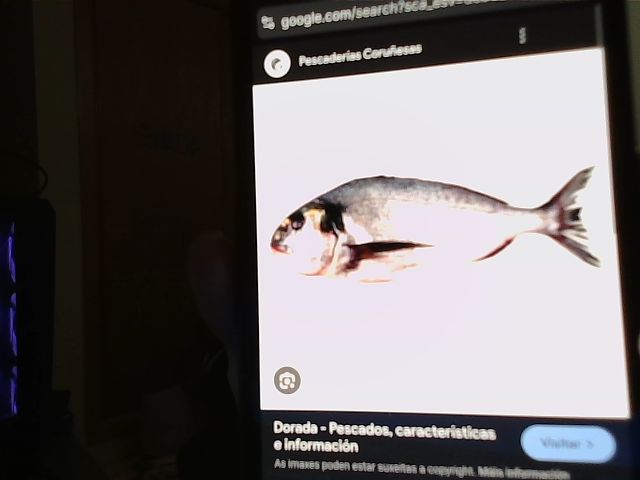 google.com/search?sca_esv=
Pescaderías Coruñesas
Dorada - Pescados, características
e información
Visitar >
As imaxes poden estar suxeitas a copyright. Máis información